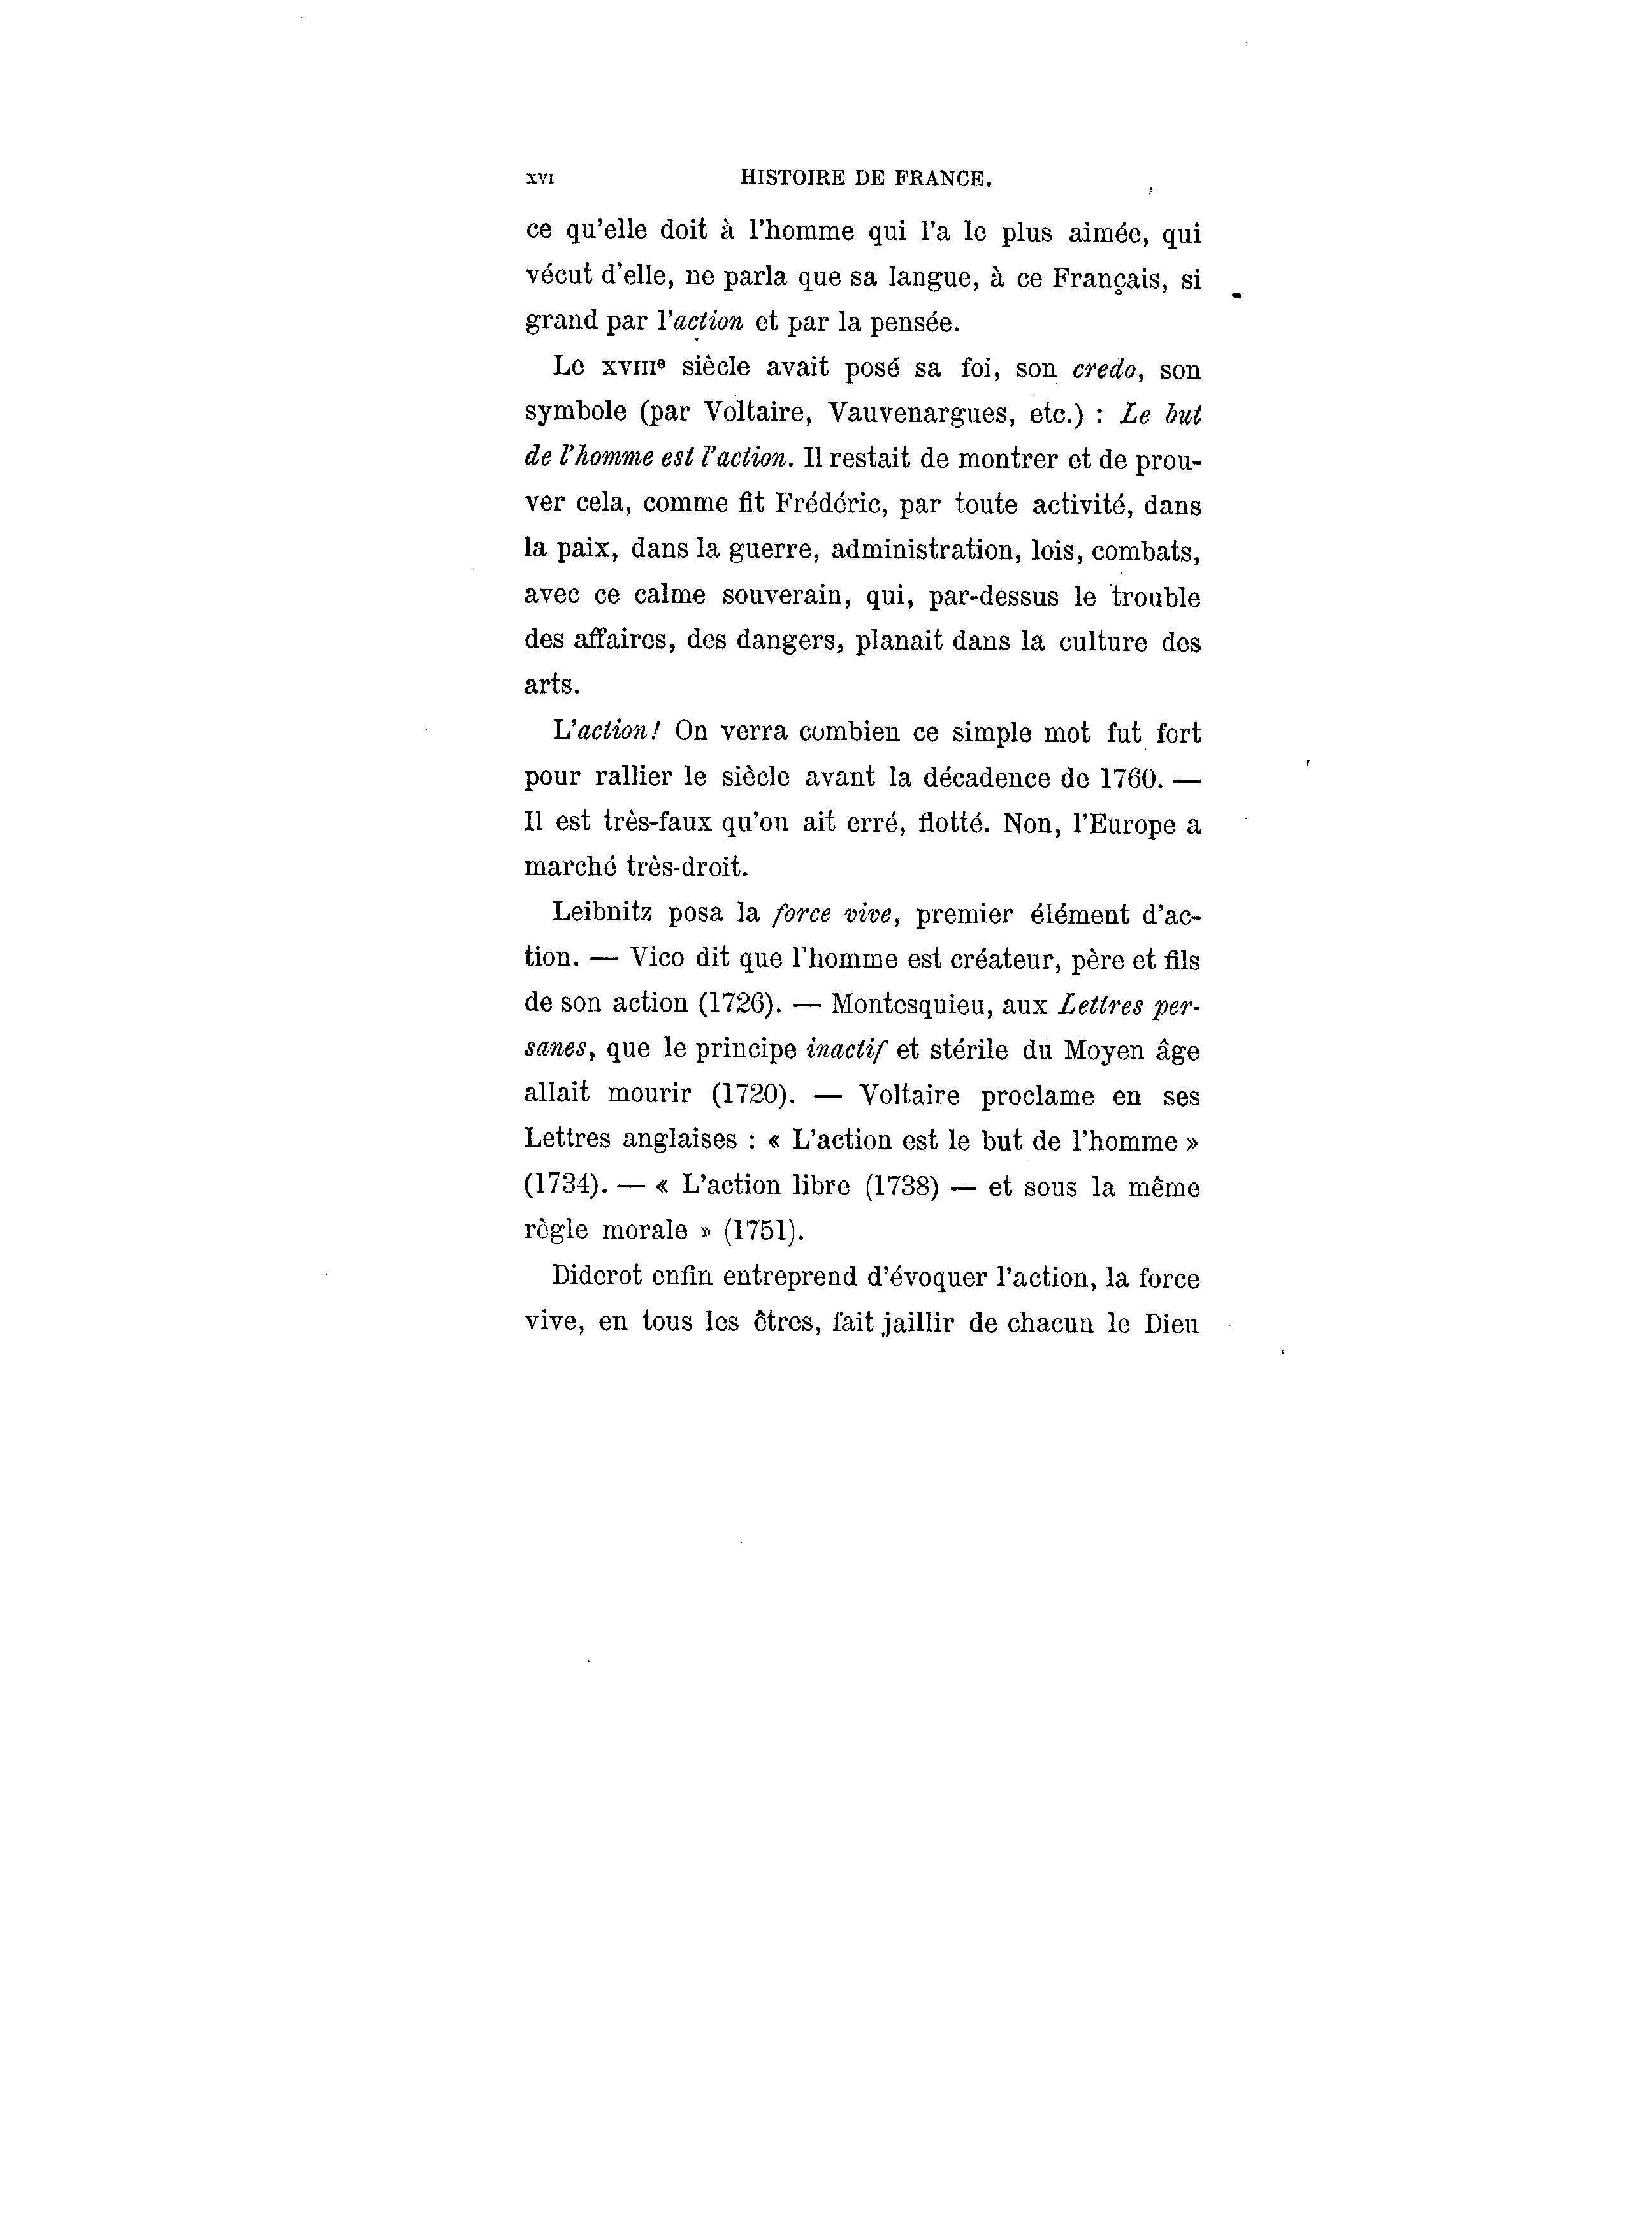 xvi HISTOIRE DE FRANCE.
ce qu'elle doit à l'homme qui l'a le plus aimée, qui
vécut d'elle, ne parla que sa langue, à ce Français, si
grand par l'action et par la pensée.
Le xviiie siècle avait posé sa foi, son credo, son
symbole (par Voltaire, Vauvenargues, etc.) : Le but
de l'homme est l'action. Il restait de montrer et de prou-
ver cela, comme fit Frédéric, par toute activité, dans
la paix, dans la guerre, administration, lois, combats,
avec ce calme souverain, qui, par-dessus le trouble
des affaires, des dangers, planait dans la culture des
arts.
L'action! On verra combien ce simple mot fut fort
pour rallier le siècle avant la décadence de 1760. —
Il est très-faux qu'on ait erré, flotté. Non, l'Europe a
marché très-droit.
Leibnitz posa la force vive, premier élément d'ac-
tion. — Vico dit que l'homme est créateur, père et fils
de son action (1726). — Montesquieu, aux Lettres per-
sanes, que le principe inactif et stérile du Moyen âge
allait mourir (1720). — Voltaire proclame en ses
Lettres anglaises : « L'action est le but de l'homme »
(1734). — « L'action libre (1738) — et sous la même
règle morale » (1751).
Diderot enfin entreprend d'évoquer l'action, la force
vive, en tous les êtres, fait jaillir de chacun le Dieu